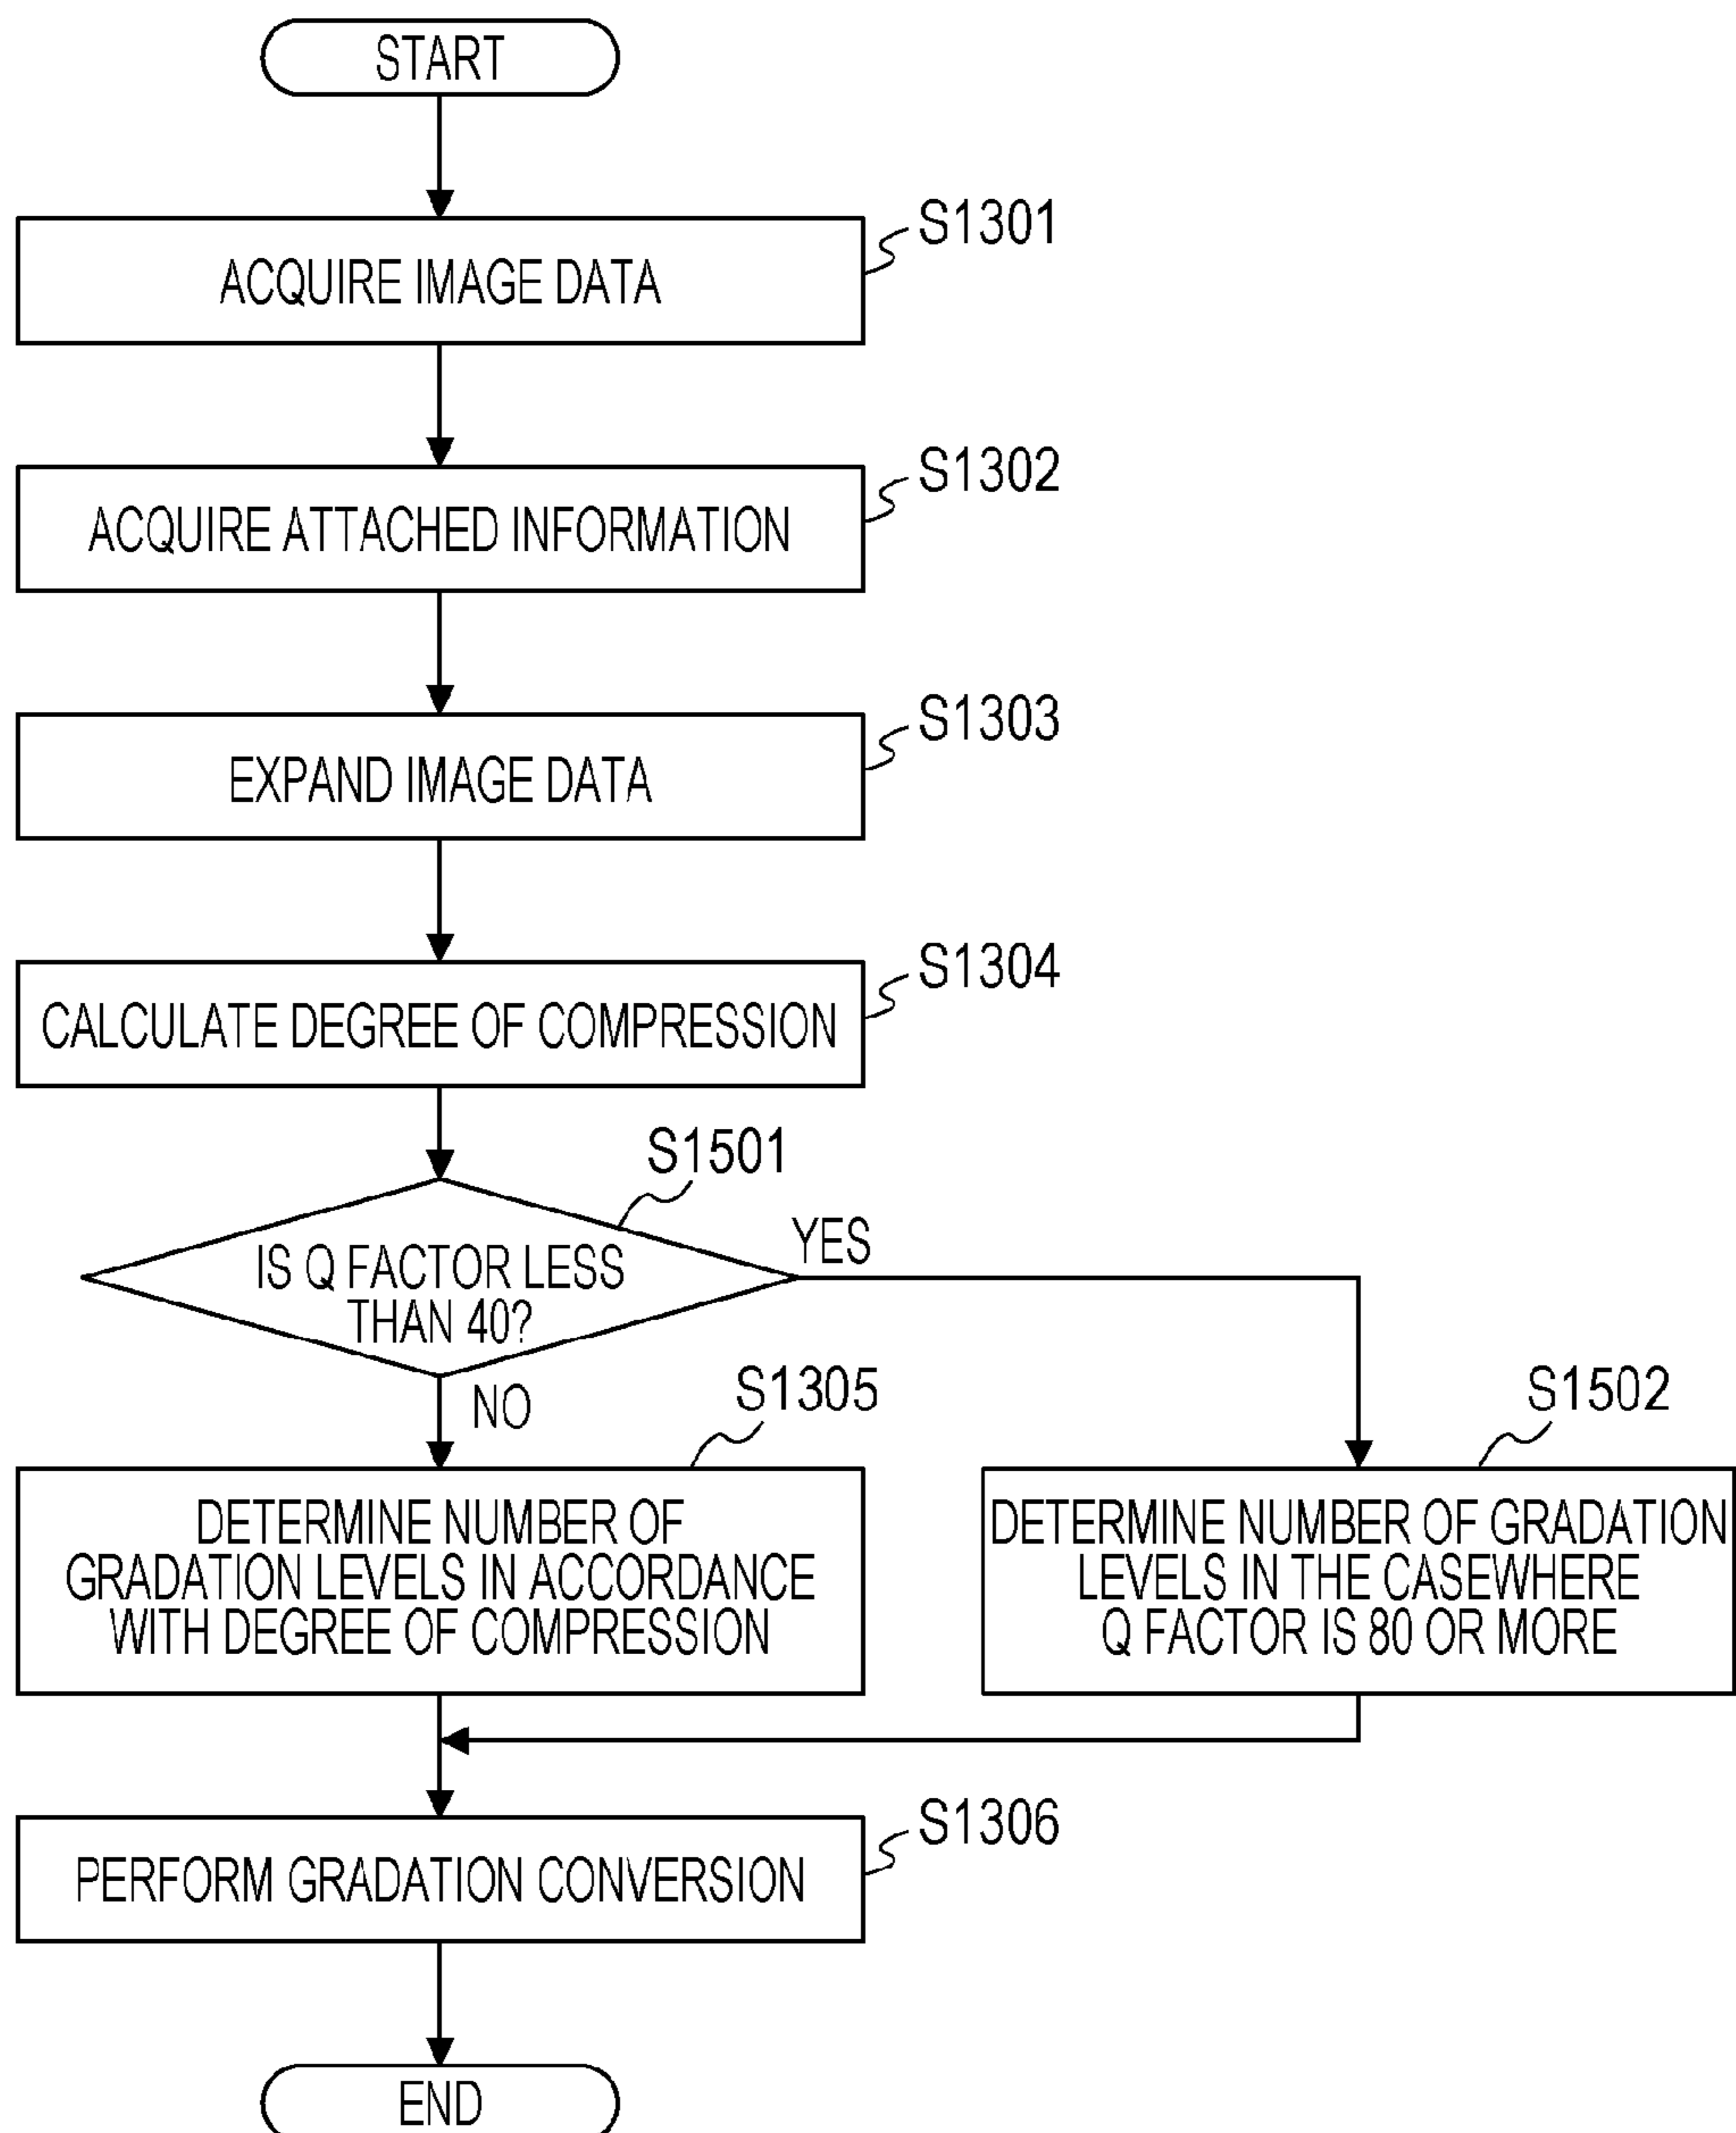 START
S1301
ACQUIRE IMAGE DATA
S1302
ACQUIRE ATTACHED INFORMATION
S1303
EXPAND IMAGE DATA
S1304
CALCULATE DEGREE OF COMPRESSION
S1501
IS Q FACTOR LESS
THAN 40?
YES
NO
S1305
DETERMINE NUMBER OF
GRADATION LEVELS IN ACCORDANCE
WITH DEGREE OF COMPRESSION
S1502
DETERMINE NUMBER OF GRADATION
LEVELS IN THE CASEWHERE
Q FACTOR IS 80 OR MORE
S1306
PERFORM GRADATION CONVERSION
END